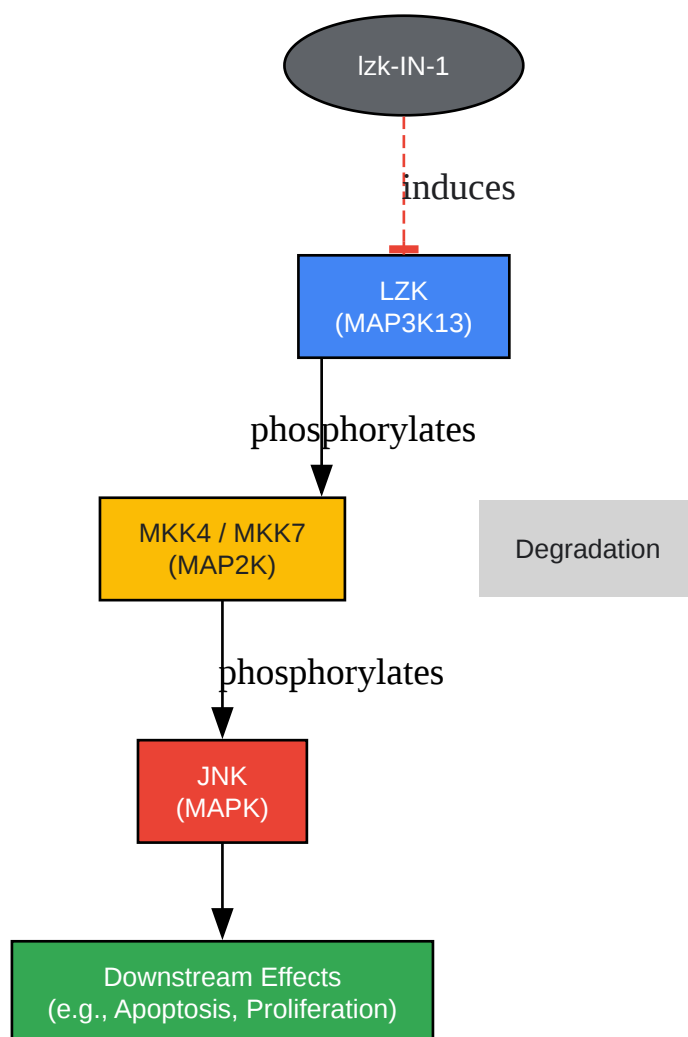 lzk-IN-1
induces
LZK
(MAP3K13)
phosphorylates
MKK4 / MKK7
(MAP2K)
Degradation
phosphorylates
JNK
(MAPK)
Downstream Effects
(e.g., Apoptosis, Proliferation)